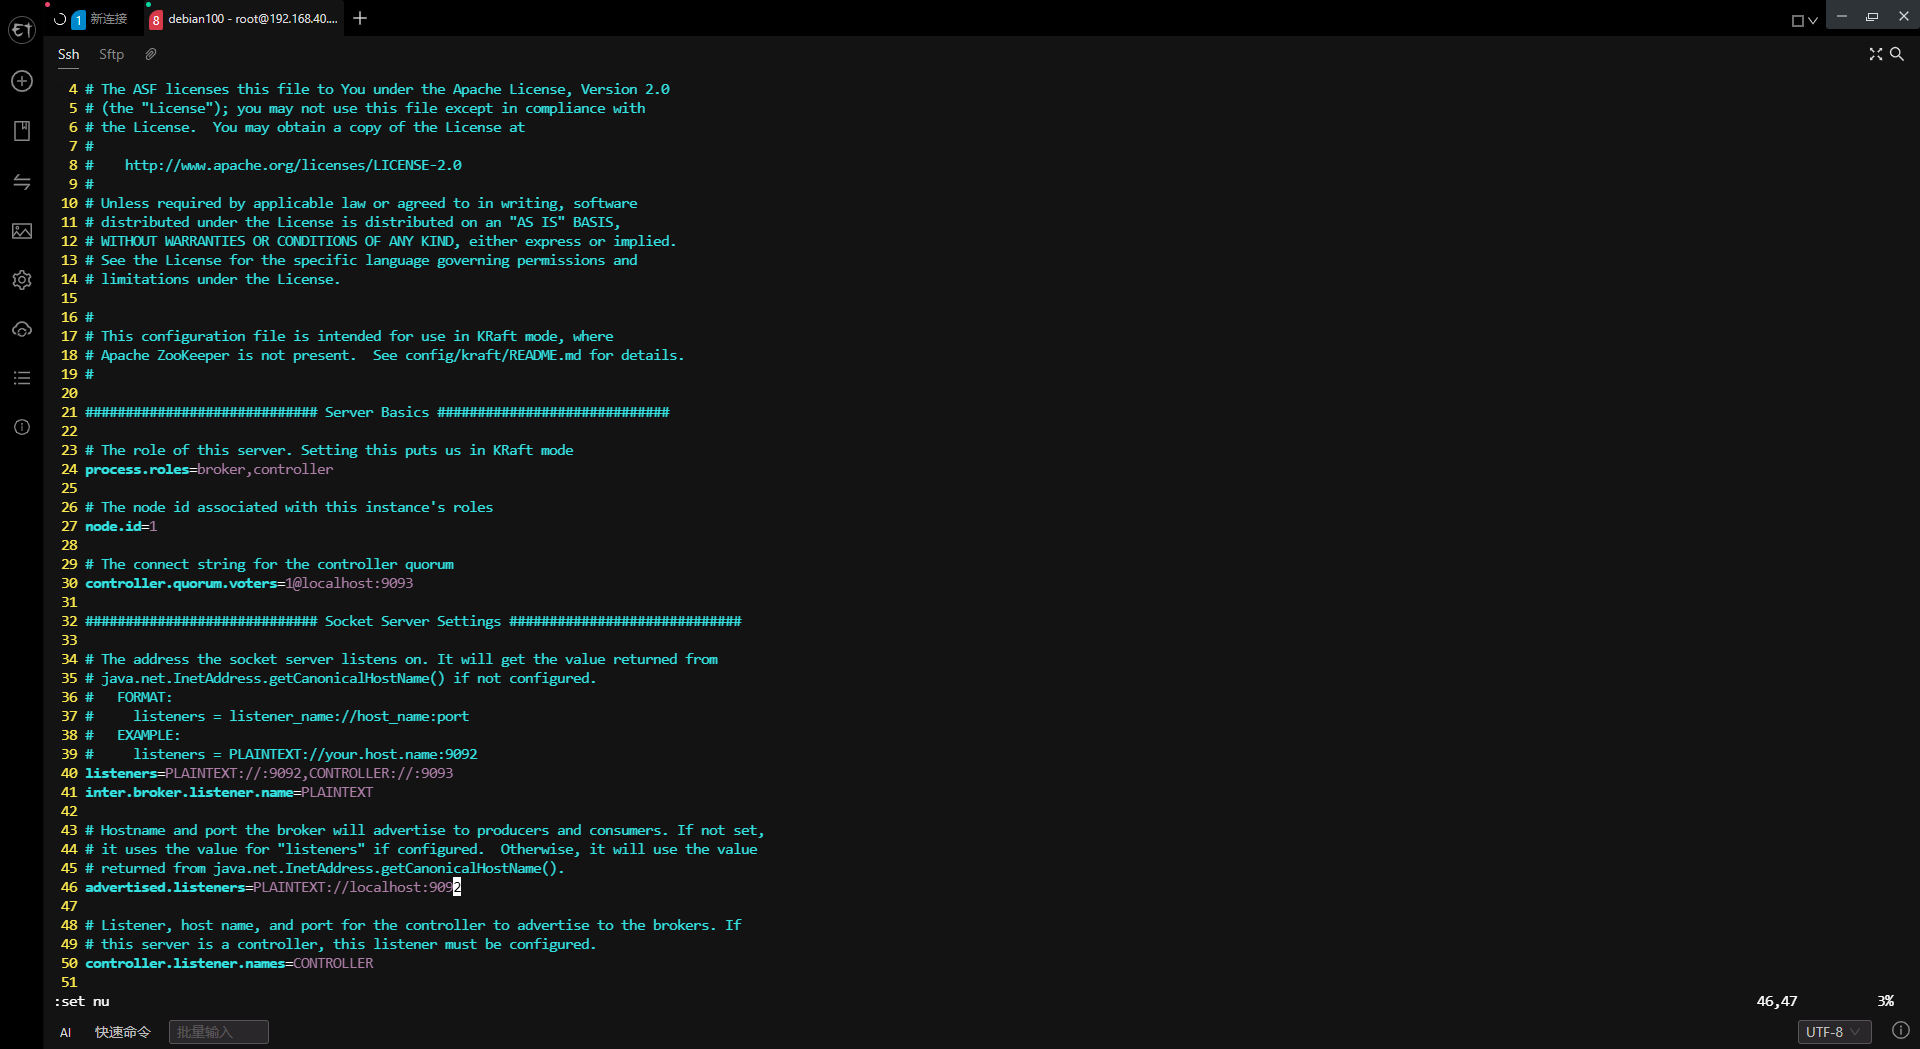 1 新连接
8 debian100 - root@192.168.40....
Ssh Sftp
4 # The ASF licenses this file to You under the Apache License, Version 2.0
5 # (the "License"); you may not use this file except in compliance with
6 # the License.  You may obtain a copy of the License at
7 #
8 #    http://www.apache.org/licenses/LICENSE-2.0
9 #
10 # Unless required by applicable law or agreed to in writing, software
11 # distributed under the License is distributed on an "AS IS" BASIS,
12 # WITHOUT WARRANTIES OR CONDITIONS OF ANY KIND, either express or implied.
13 # See the License for the specific language governing permissions and
14 # limitations under the License.
15
16 #
17 # This configuration file is intended for use in KRaft mode, where
18 # Apache ZooKeeper is not present.  See config/kraft/README.md for details.
19 #
20
21 ############################# Server Basics #############################
22
23 # The role of this server. Setting this puts us in KRaft mode
24 process.roles=broker,controller
25
26 # The node id associated with this instance's roles
27 node.id=1
28
29 # The connect string for the controller quorum
30 controller.quorum.voters=1@localhost:9093
31
32 ############################# Socket Server Settings #############################
33
34 # The address the socket server listens on. It will get the value returned from
35 # java.net.InetAddress.getCanonicalHostName() if not configured.
36 #   FORMAT:
37 #     listeners = listener_name://host_name:port
38 #   EXAMPLE:
39 #     listeners = PLAINTEXT://your.host.name:9092
40 listeners=PLAINTEXT://:9092,CONTROLLER://:9093
41 inter.broker.listener.name=PLAINTEXT
42
43 # Hostname and port the broker will advertise to producers and consumers. If not set,
44 # it uses the value for "listeners" if configured.  Otherwise, it will use the value
45 # returned from java.net.InetAddress.getCanonicalHostName().
46 advertised.listeners=PLAINTEXT://localhost:9092
47
48 # Listener, host name, and port for the controller to advertise to the brokers. If
49 # this server is a controller, this listener must be configured.
50 controller.listener.names=CONTROLLER
51
:set nu 46,47 3%
AI 快速命令 批量输入 UTF-8